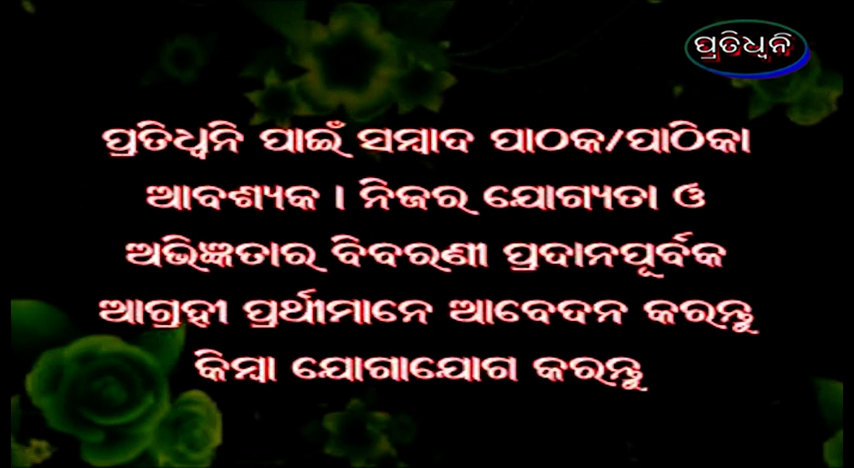 ପ୍ରତିଧ୍ୱନି
ପ୍ରତିଧ୍ୱନି ପାଇଁ ସମ୍ବାଦ ପାଠକ/ପାଠିକା
ଆବଶ୍ୟକ । ନିଜର ଯୋଗ୍ୟତା ଓ
ଅଭିଜ୍ଞତାର ବିବରଣୀ ପ୍ରଦାନପୂର୍ବକ
ଆଗ୍ରହୀ ପ୍ରର୍ଥୀମାନେ ଆବେଦନ କରନ୍ତୁ
କିମ୍ବା ଯୋଗାଯୋଗ କରନ୍ତୁ